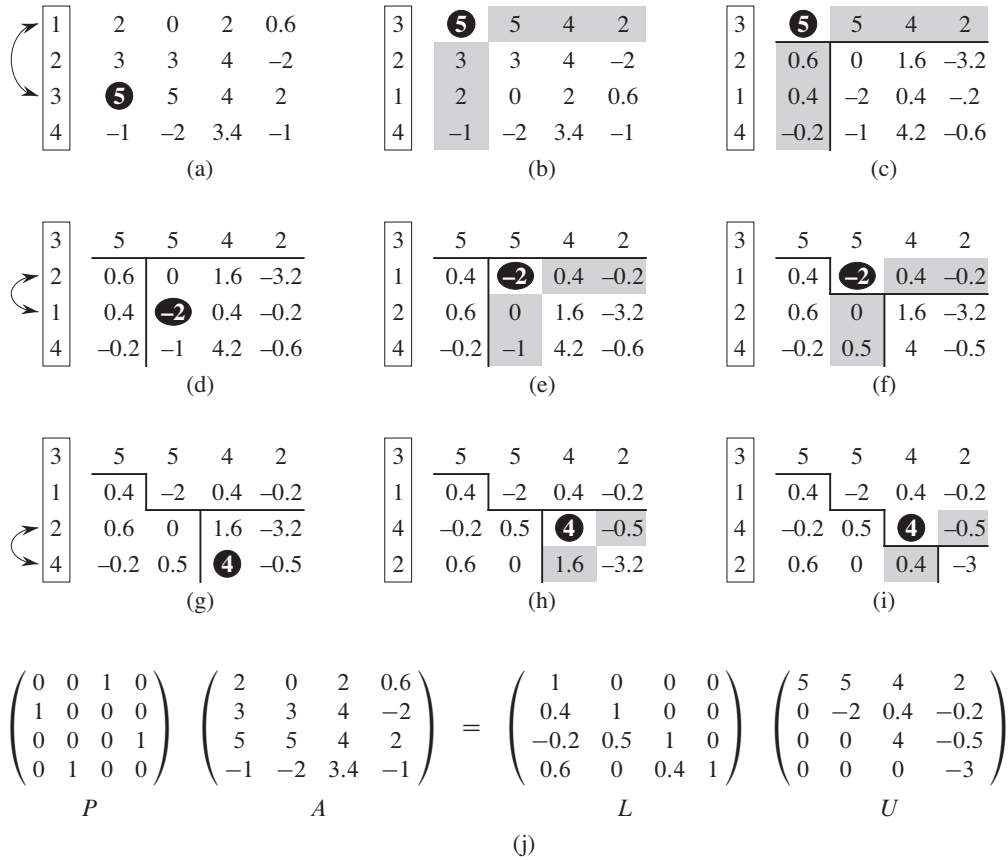 1 2 0 2 0.6 3 5 5 4 2 3 5 5 4 2
2 3 3 4 –2 2 3 3 4 –2 2 0.6 0 1.6 –3.2
3 5 5 4 2 1 2 0 2 0.6 1 0.4 –2 0.4 –.2
4 –1 –2 3.4 –1 4 –1 –2 3.4 –1 4 –0.2 –1 4.2 –0.6
(a) (b) (c)
3 5 5 4 2 3 5 5 4 2 3 5 5 4 2
2 0.6 0 1.6 –3.2 1 0.4 –2 0.4 –0.2 1 0.4 –2 0.4 –0.2
1 0.4 –2 0.4 –0.2 2 0.6 0 1.6 –3.2 2 0.6 0 1.6 –3.2
4 –0.2 –1 4.2 –0.6 4 –0.2 –1 4.2 –0.6 4 –0.2 0.5 4 –0.5
(d) (e) (f)
3 5 5 4 2 3 5 5 4 2 3 5 5 4 2
1 0.4 –2 0.4 –0.2 1 0.4 –2 0.4 –0.2 1 0.4 –2 0.4 –0.2
2 0.6 0 1.6 –3.2 4 –0.2 0.5 4 –0.5 4 –0.2 0.5 4 –0.5
4 –0.2 0.5 4 –0.5 2 0.6 0 1.6 –3.2 2 0.6 0 0.4 –3
(g) (h) (i)
0 0 1 0 2 0 2 0.6 1 0 0 0 5 5 4 2
1 0 0 0 3 3 4 −2 0.4 1 0 0 0 −2 0.4 −0.2
0 0 0 1 5 5 4 2 = −0.2 0.5 1 0 0 0 4 −0.5
0 1 0 0 −1 −2 3.4 −1 0.6 0 0.4 1 0 0 0 −3
P A L U
(j)